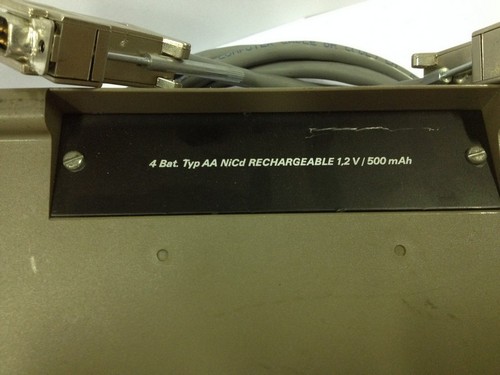 4 Bat. Typ AA NiCd RECHARGEABLE 1,2 V / 500 mAh